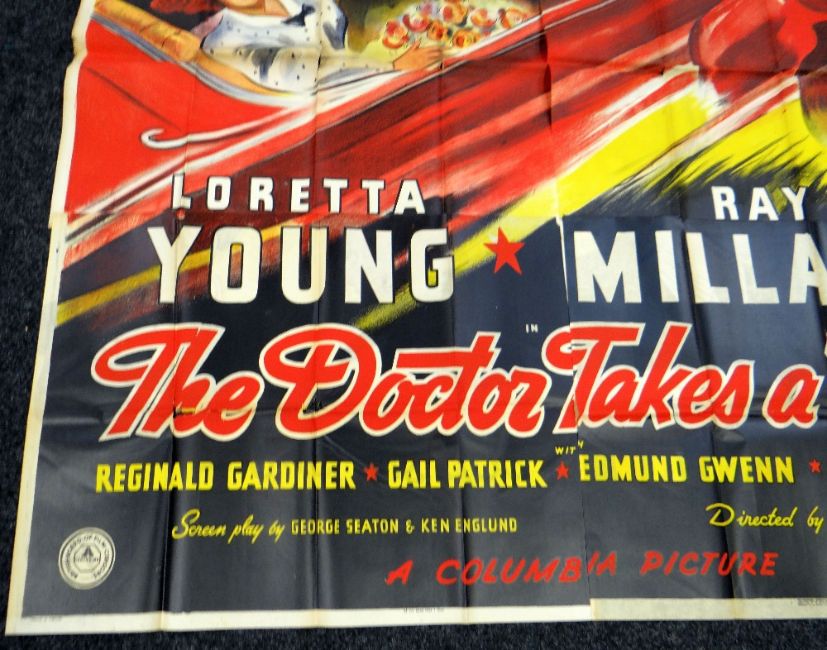 LORETTA
YOUNG
RAY
MILLA
IN
The Doctor Takes a
WITH
REGINALD GARDINER ★ GAIL PATRICK ★ EDMUND GWENN ★
Screen play by GEORGE SEATON & KEN ENGLUND
Directed by
A COLUMBIA PICTURE